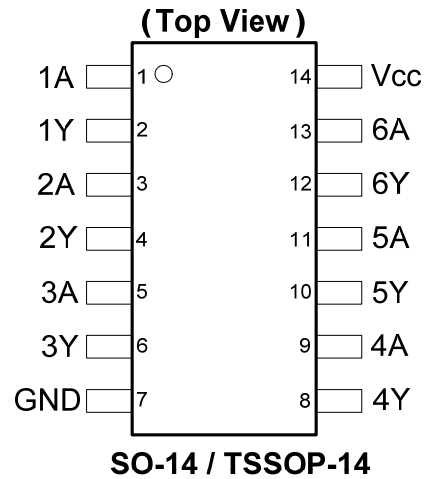 (Top View)
1A 1 14 Vcc
1Y 2 13 6A
2A 3 12 6Y
2Y 4 11 5A
3A 5 10 5Y
3Y 6 9 4A
GND 7 8 4Y
SO-14 / TSSOP-14